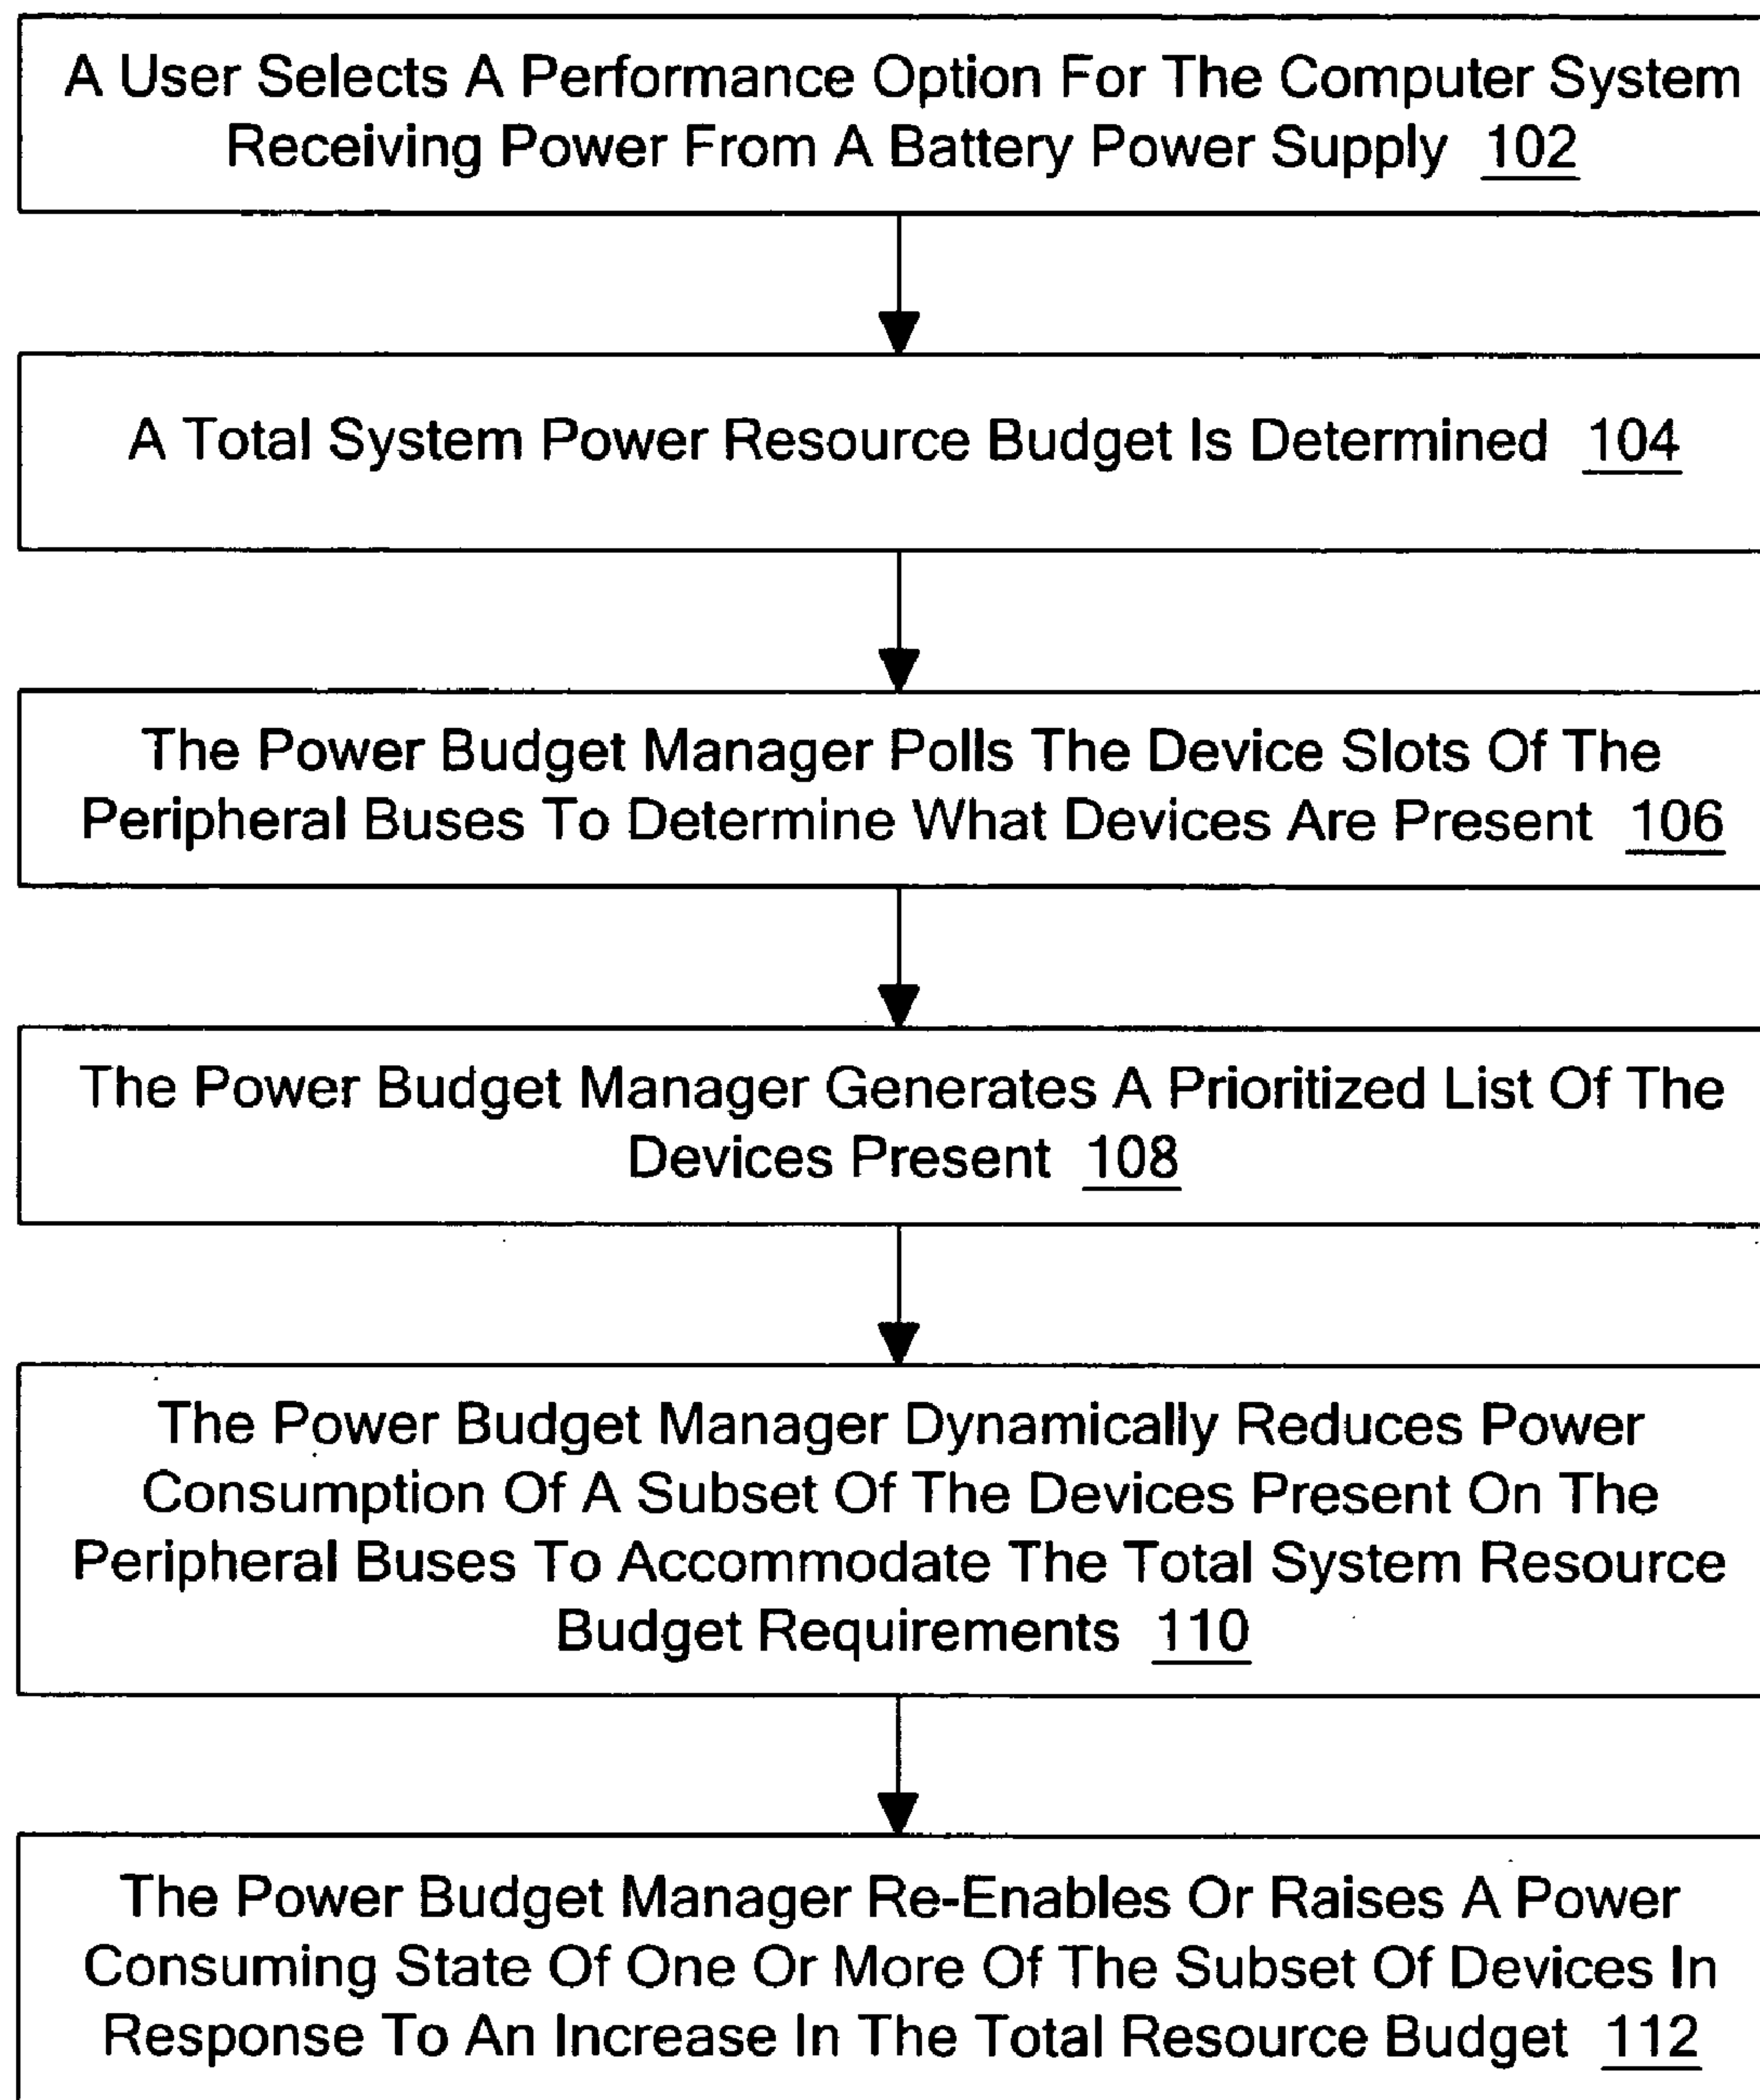 A User Selects A Performance Option For The Computer System
Receiving Power From A Battery Power Supply 102
A Total System Power Resource Budget Is Determined 104
The Power Budget Manager Polls The Device Slots Of The
Peripheral Buses To Determine What Devices Are Present 106
The Power Budget Manager Generates A Prioritized List Of The
Devices Present 108
The Power Budget Manager Dynamically Reduces Power
Consumption Of A Subset Of The Devices Present On The
Peripheral Buses To Accommodate The Total System Resource
Budget Requirements 110
The Power Budget Manager Re-Enables Or Raises A Power
Consuming State Of One Or More Of The Subset Of Devices In
Response To An Increase In The Total Resource Budget 112